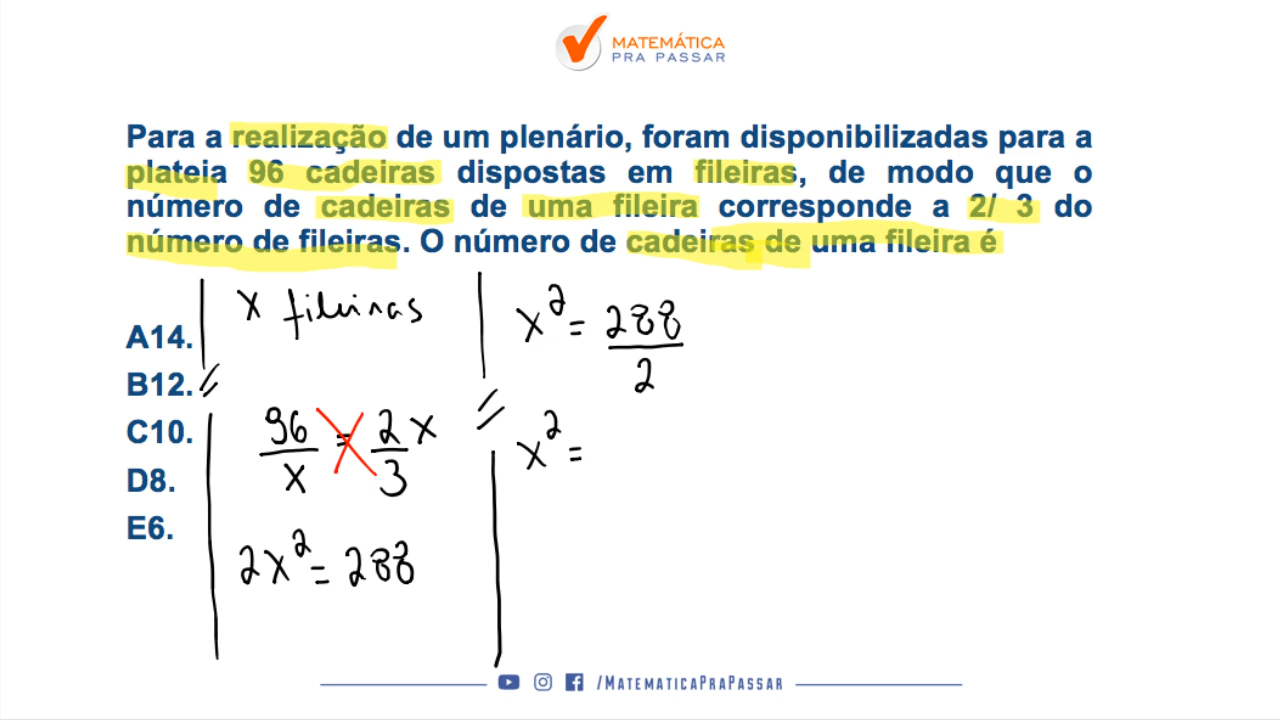 MATEMÁTICA
PRA PASSAR
Para a realização de um plenário, foram disponibilizadas para a
plateia 96 cadeiras dispostas em fileiras, de modo que o
número de cadeiras de uma fileira corresponde a 2/ 3 do
número de fileiras. O número de cadeiras de uma fileira é
A14.
B12.
C10.
D8.
E6.
x fileiras
96/x = 2/3 x
2x² = 288
x² = 288/2
x² =
/MATEMATICAPRAPASSAR